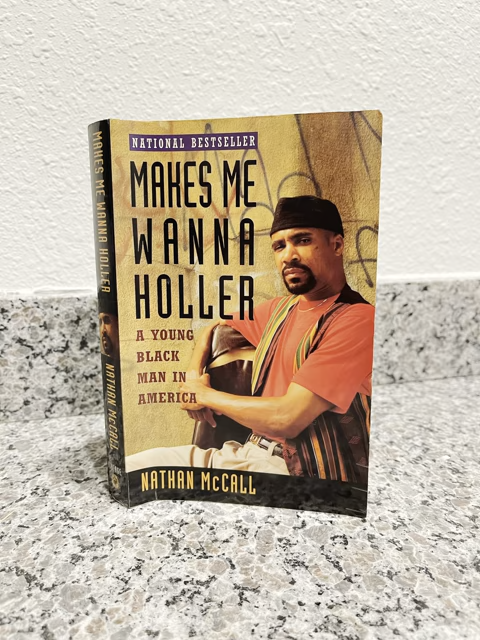 NATIONAL BESTSELLER
MAKES ME
WANNA
HOLLER
A YOUNG
BLACK
MAN IN
AMERICA
NATHAN McCALL
MAKES ME WANNA HOLLER
NATHAN McCALL